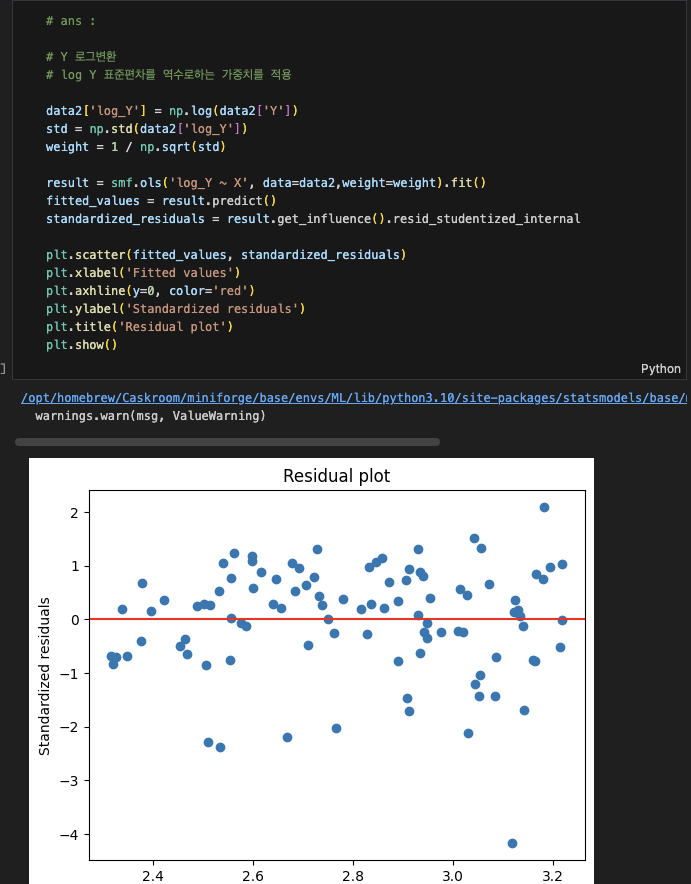 # ans :
# Y 로그변환
# log Y 표준편차를 역수로하는 가중치를 적용
data2['log_Y'] = np.log(data2['Y'])
std = np.std(data2['log_Y'])
weight = 1 / np.sqrt(std)
result = smf.ols('log_Y ~ X', data=data2,weight=weight).fit()
fitted_values = result.predict()
standardized_residuals = result.get_influence().resid_studentized_internal
plt.scatter(fitted_values, standardized_residuals)
plt.xlabel('Fitted values')
plt.axhline(y=0, color='red')
plt.ylabel('Standardized residuals')
plt.title('Residual plot')
plt.show()
]
Python
/opt/homebrew/Caskroom/miniforge/base/envs/ML/lib/python3.10/site-packages/statsmodels/base/
warnings.warn(msg, ValueWarning)
Residual plot
Standardized residuals
2
1
0
−1
−2
−3
−4
2.4 2.6 2.8 3.0 3.2